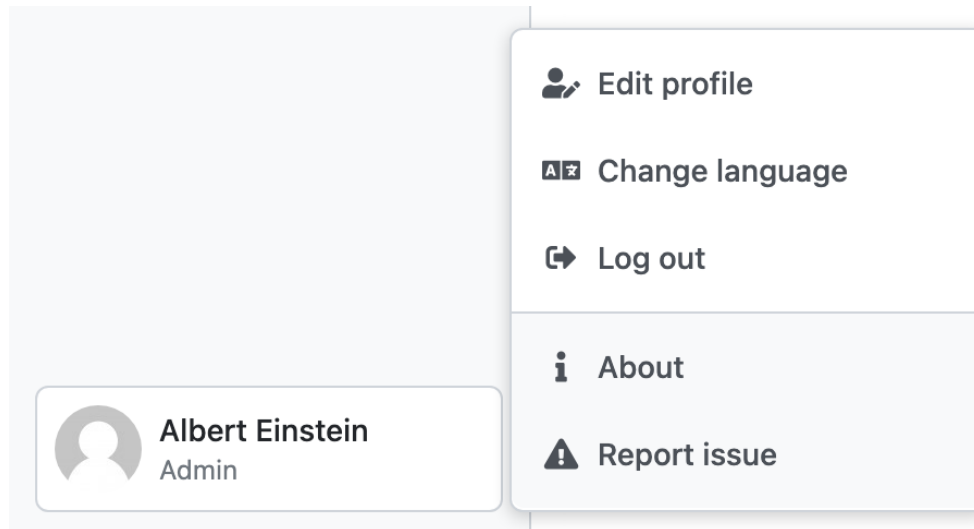 Edit profile
Change language
Log out
About
Report issue
Albert Einstein
Admin